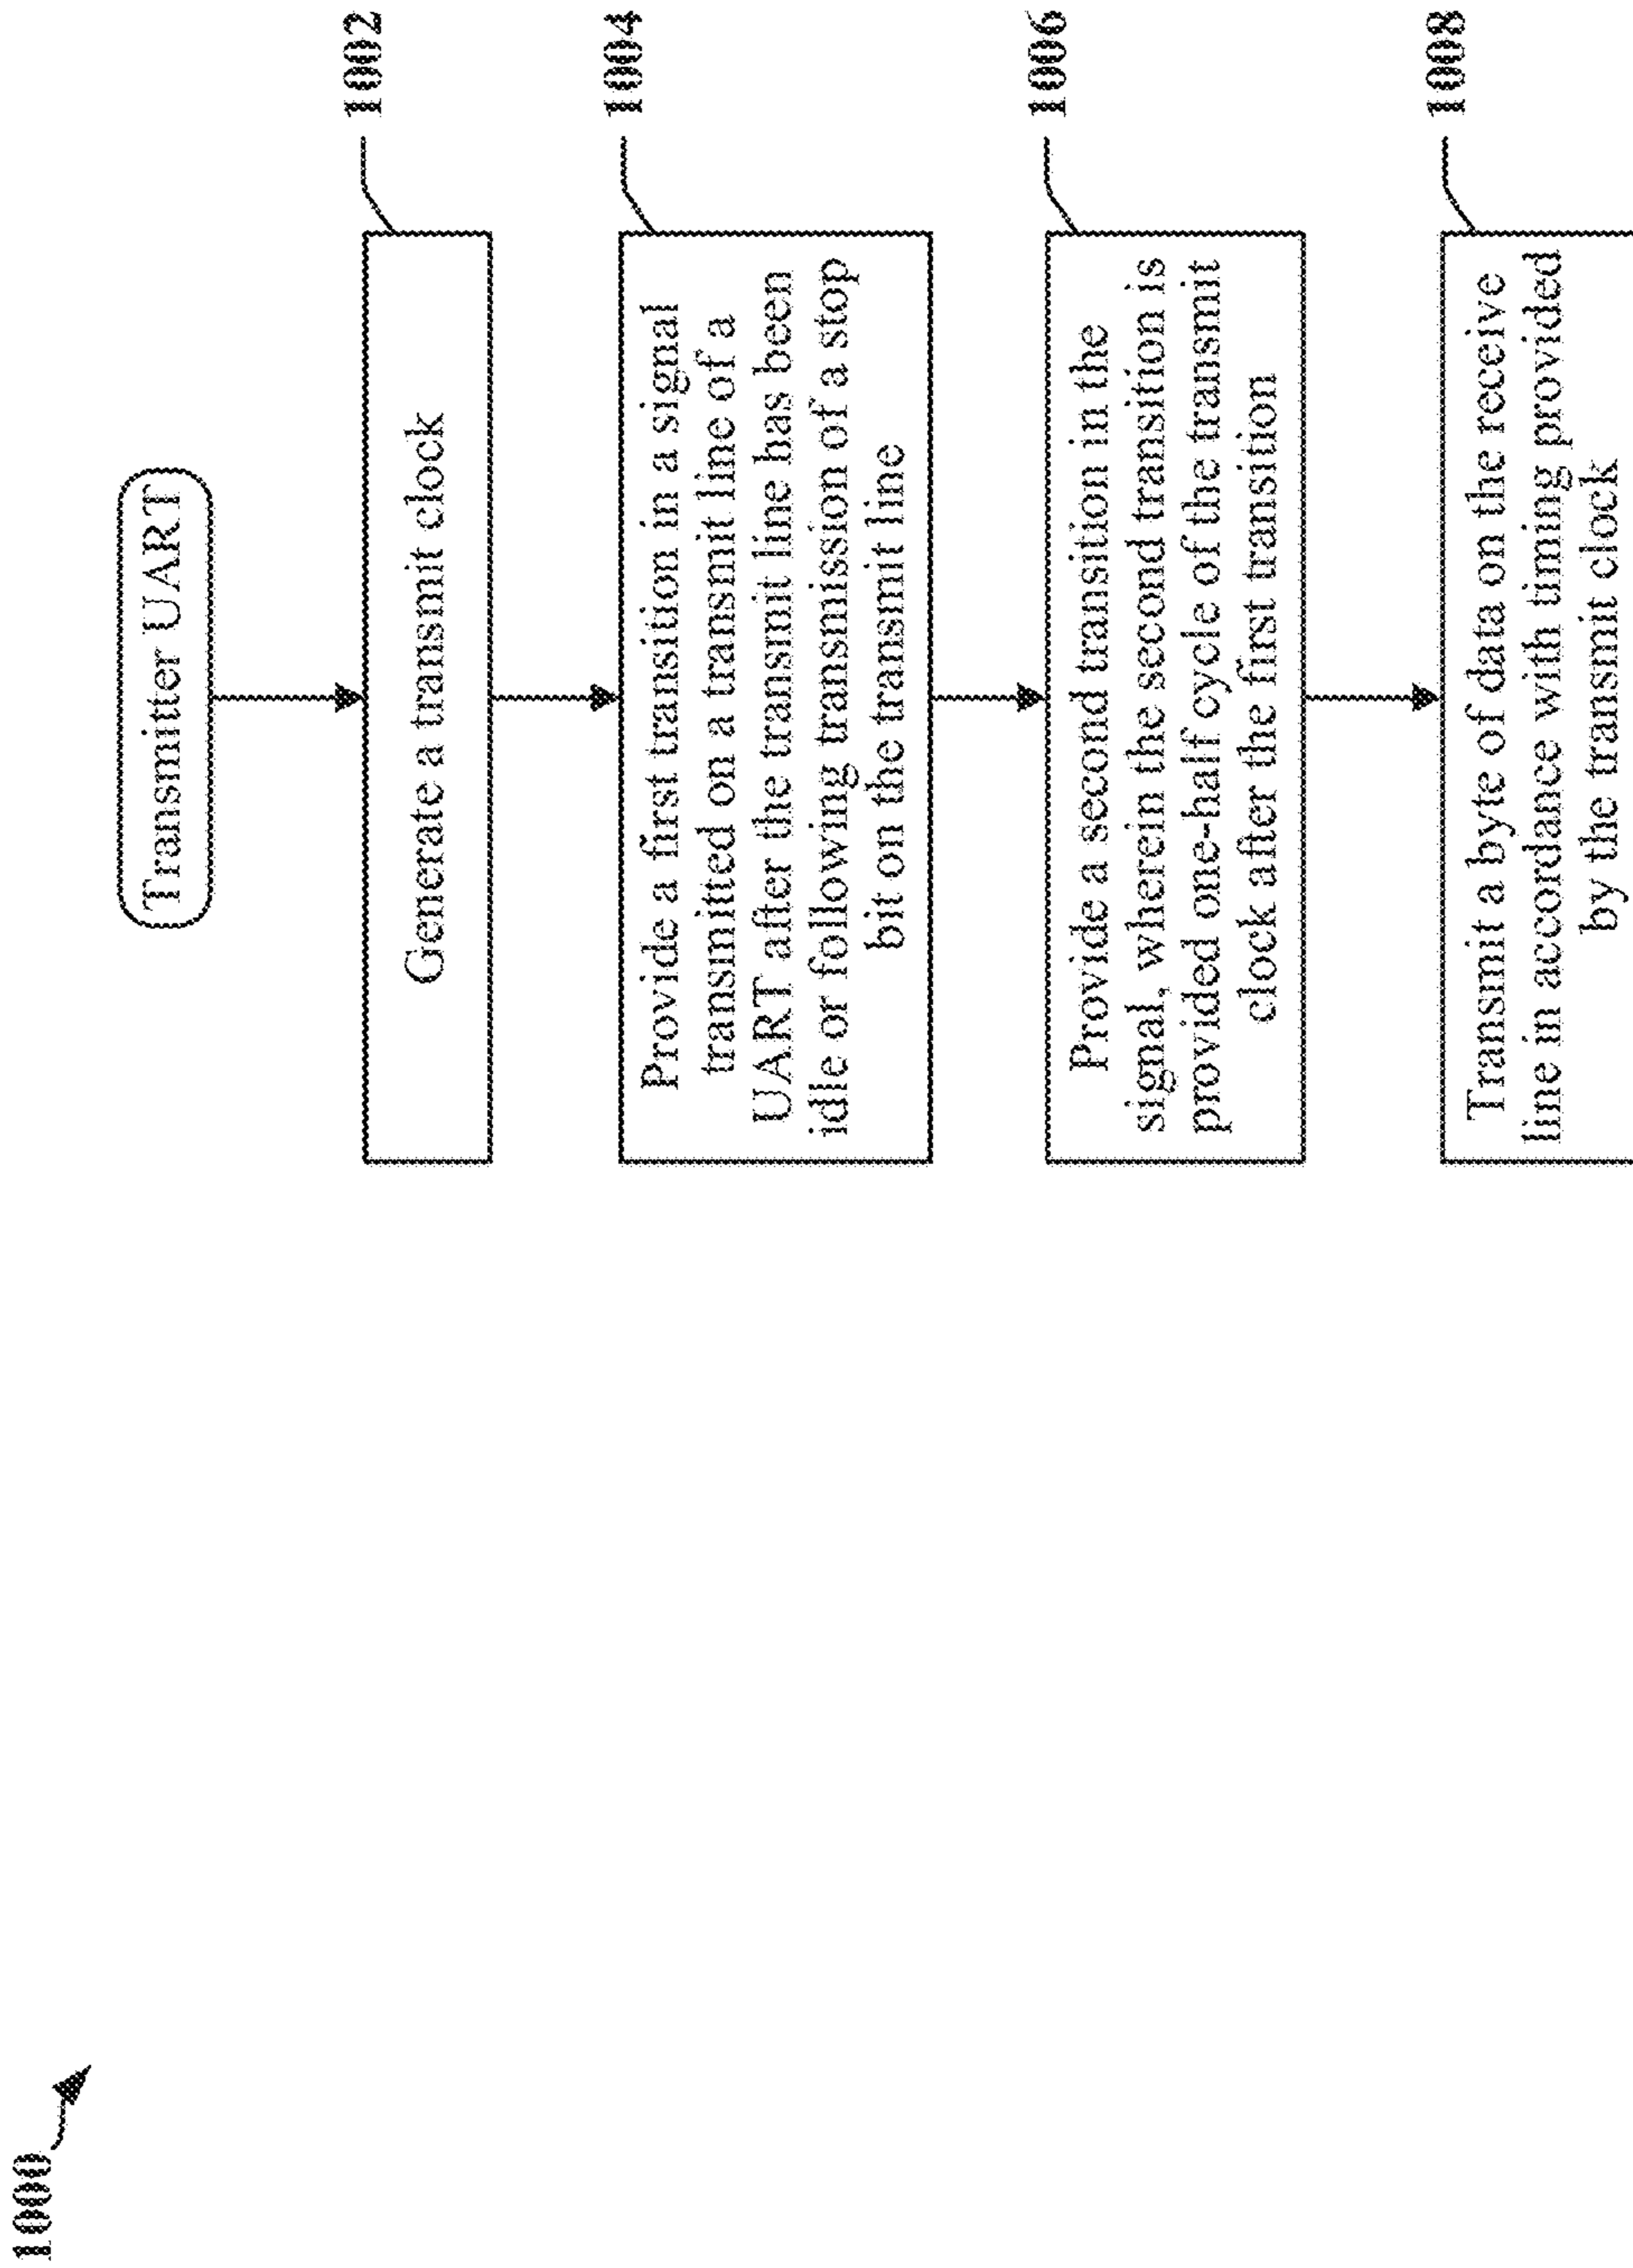 1000
Transmitter UART
1002
Generate a transmit clock
1004
Provide a first transition in a signal
transmitted on a transmit line of a
UART after the transmit line has been
idle or following transmission of a stop
bit on the transmit line
1006
Provide a second transition in the
signal, wherein the second transition is
provided one-half cycle of the transmit
clock after the first transition
1008
Transmit a byte of data on the receive
line in accordance with timing provided
by the transmit clock